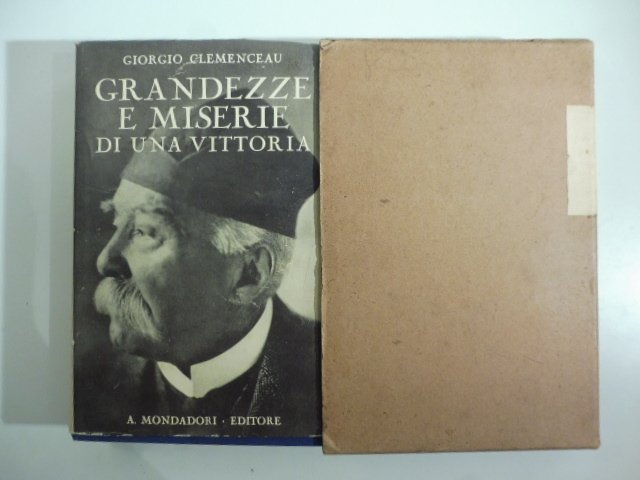 GIORGIO CLEMENCEAU
GRANDEZZE
E MISERIE
DI UNA VITTORIA
A. MONDADORI · EDITORE